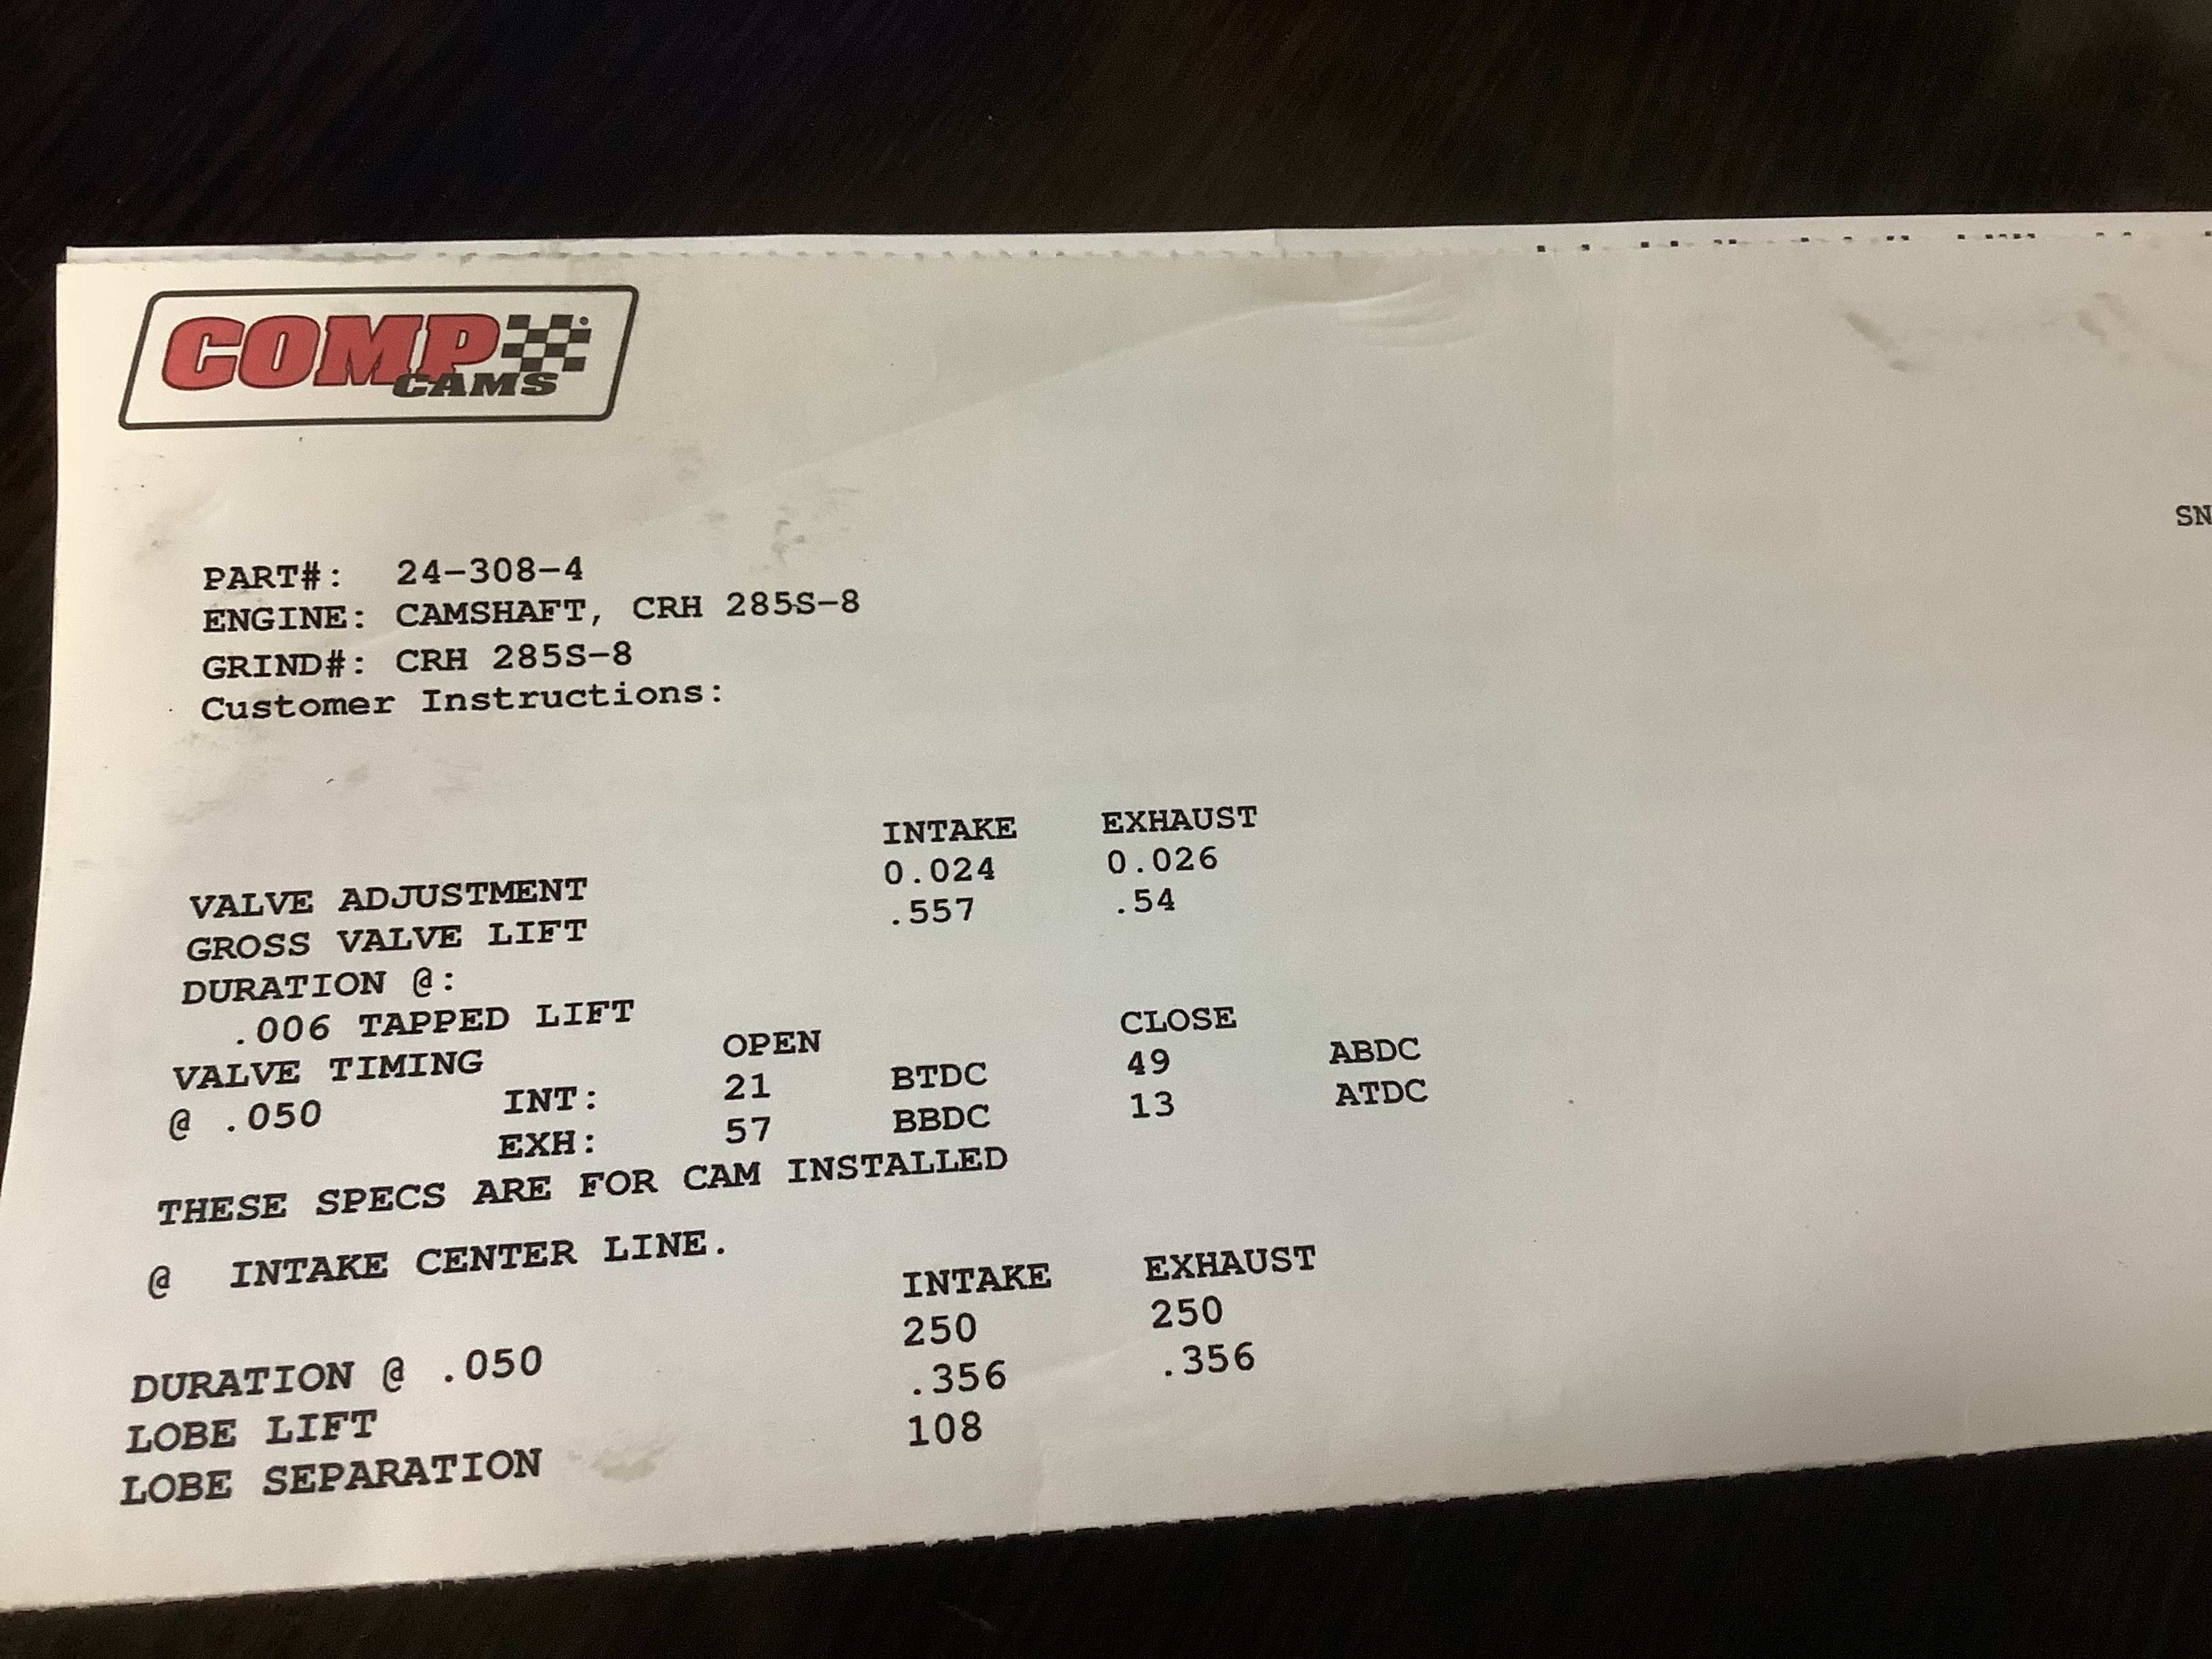 COMP
CAMS
SN
PART#: 24-308-4
ENGINE: CAMSHAFT, CRH 285S-8
GRIND#: CRH 285S-8
Customer Instructions:
INTAKE EXHAUST
VALVE ADJUSTMENT 0.024 0.026
GROSS VALVE LIFT .557 .54
DURATION @:
.006 TAPPED LIFT
VALVE TIMING OPEN CLOSE
@ .050 INT: 21 BTDC 49 ABDC
EXH: 57 BBDC 13 ATDC
THESE SPECS ARE FOR CAM INSTALLED
@ INTAKE CENTER LINE.
INTAKE EXHAUST
DURATION @ .050 250 250
LOBE LIFT .356 .356
LOBE SEPARATION 108